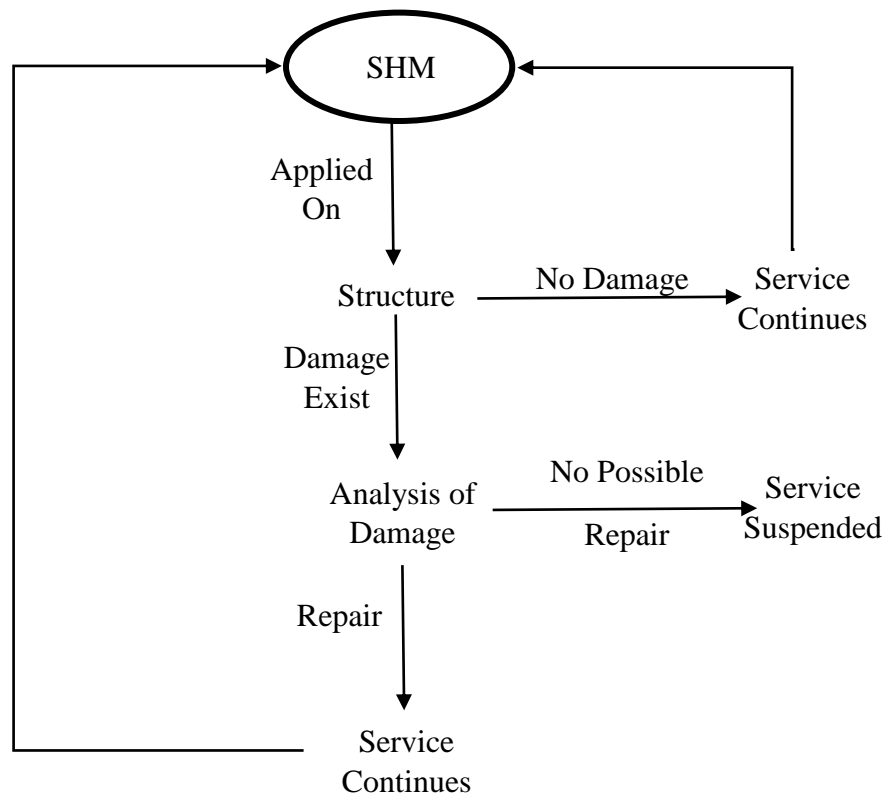 SHM
Applied
On
Structure
No Damage
Service
Continues
Damage
Exist
Analysis of
Damage
No Possible
Repair
Service
Suspended
Repair
Service
Continues